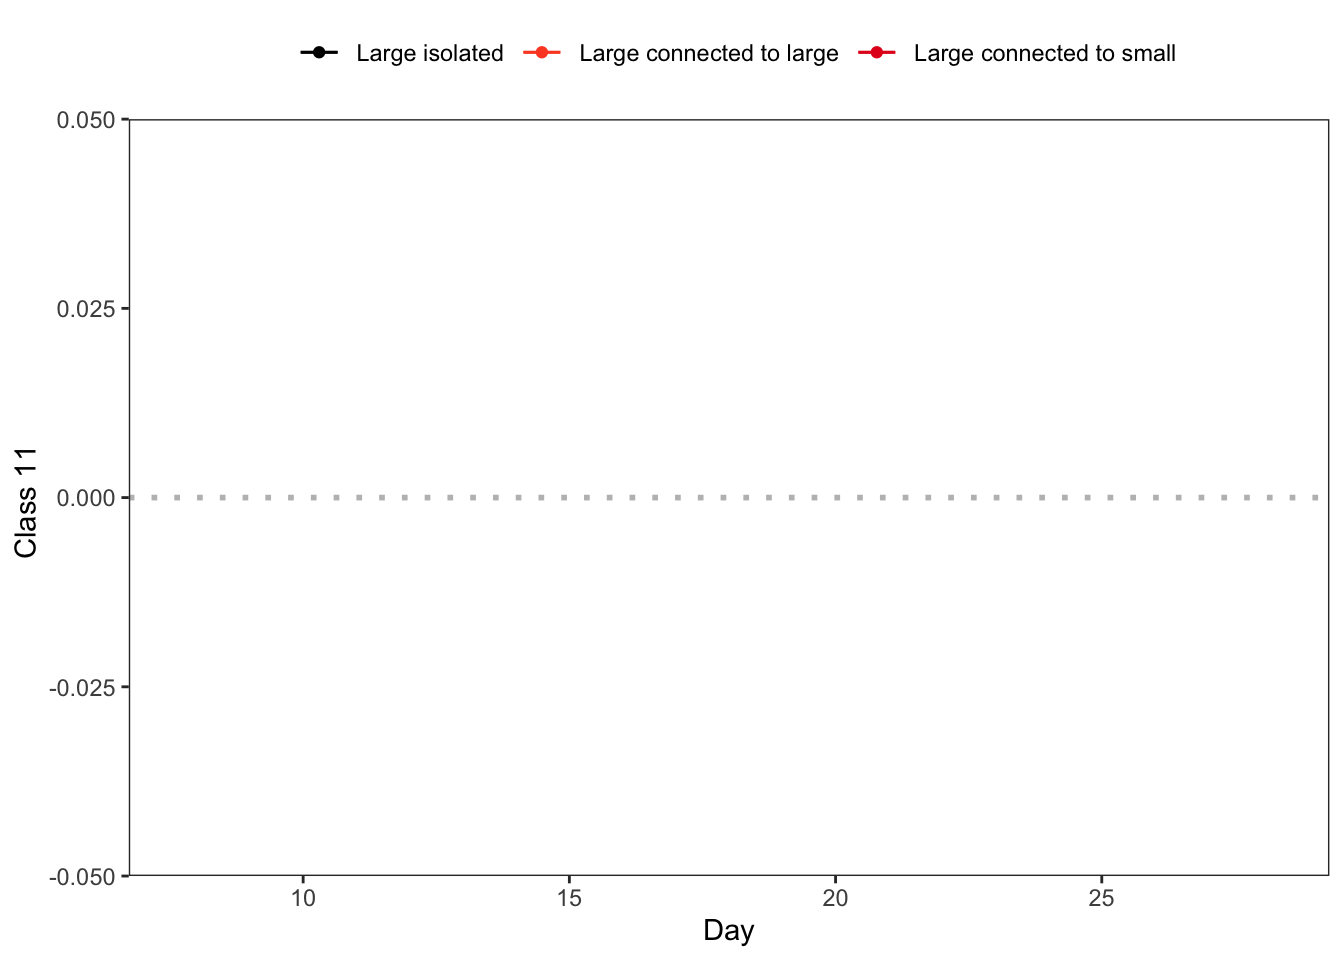 Large isolated Large connected to large Large connected to small
0.050
0.025
0.000
-0.025
-0.050
Class 11
10 15 20 25
Day